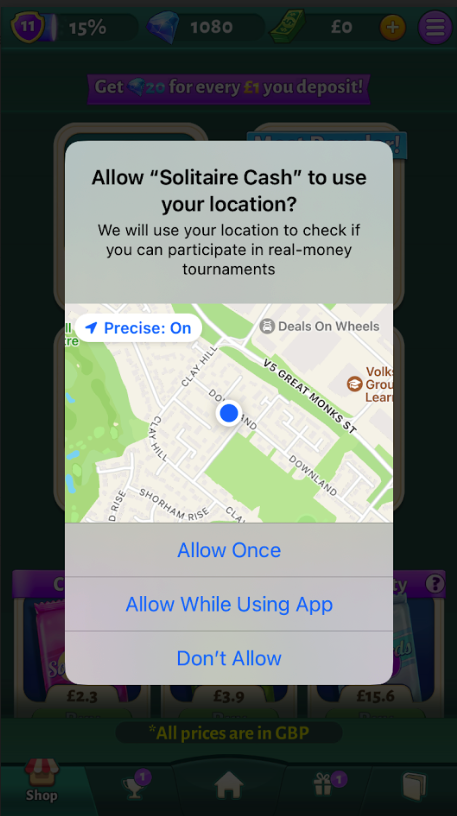 11
15%
1080
£0
Get 20 for every £1 you deposit!
Allow “Solitaire Cash” to use
your location?
We will use your location to check if
you can participate in real-money
tournaments
Precise: On
Deals On Wheels
CLAY HILL
V5 GREAT MONKS ST
DOWNLAND
CLAY HILL
DOWNLAND
SHORHAM RISE
D RISE
CLA
Volks
Grou
Learn
ll
tre
Allow Once
Allow While Using App
Don’t Allow
C
ty
?
£2.3
£3.9
£15.6
*All prices are in GBP
1
1
Shop